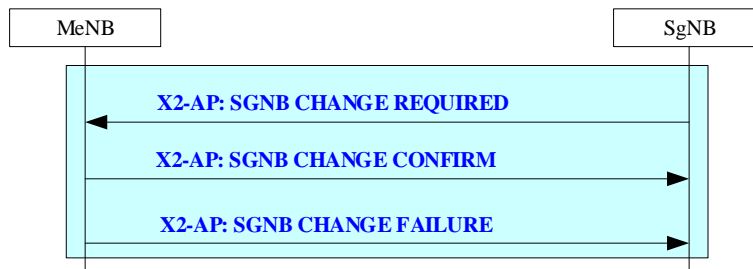 MeNB
SgNB
X2-AP: SGNB CHANGE REQUIRED
X2-AP: SGNB CHANGE CONFIRM
X2-AP: SGNB CHANGE FAILURE